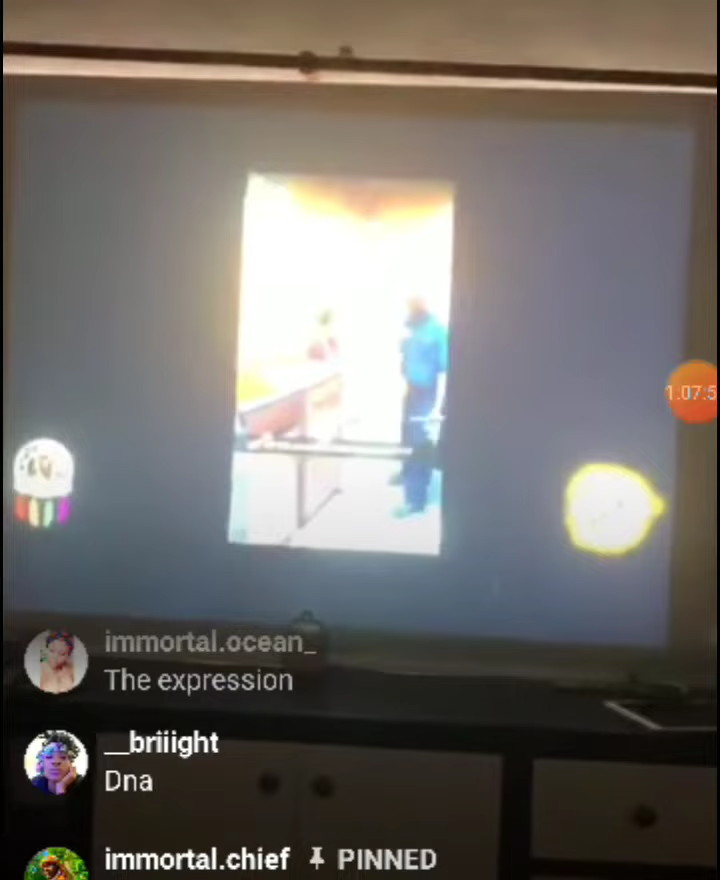 1:07:5
immortal.ocean_
The expression
__briiight
Dna
immortal.chief PINNED